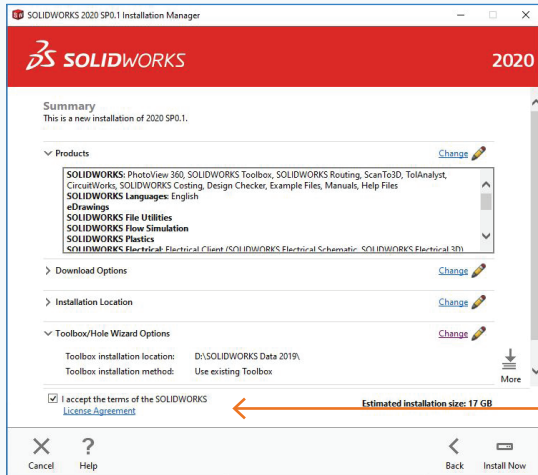 SOLIDWORKS 2020 SP0.1 Installation Manager
SOLIDWORKS 2020
Summary
This is a new installation of 2020 SP0.1.
Products Change
SOLIDWORKS: PhotoView 360, SOLIDWORKS Toolbox, SOLIDWORKS Routing, ScanTo3D, TolAnalyst,
CircuitWorks, SOLIDWORKS Costing, Design Checker, Example Files, Manuals, Help Files
SOLIDWORKS Languages: English
eDrawings
SOLIDWORKS File Utilities
SOLIDWORKS Flow Simulation
SOLIDWORKS Plastics
SOLIDWORKS Electrical: Electrical Client (SOLIDWORKS Electrical Schematic, SOLIDWORKS Electrical 3D)
Download Options Change
Installation Location Change
Toolbox/Hole Wizard Options Change
Toolbox installation location: D:\SOLIDWORKS Data 2019\
Toolbox installation method: Use existing Toolbox
More
I accept the terms of the SOLIDWORKS
License Agreement
Estimated installation size: 17 GB
Cancel Help Back Install Now